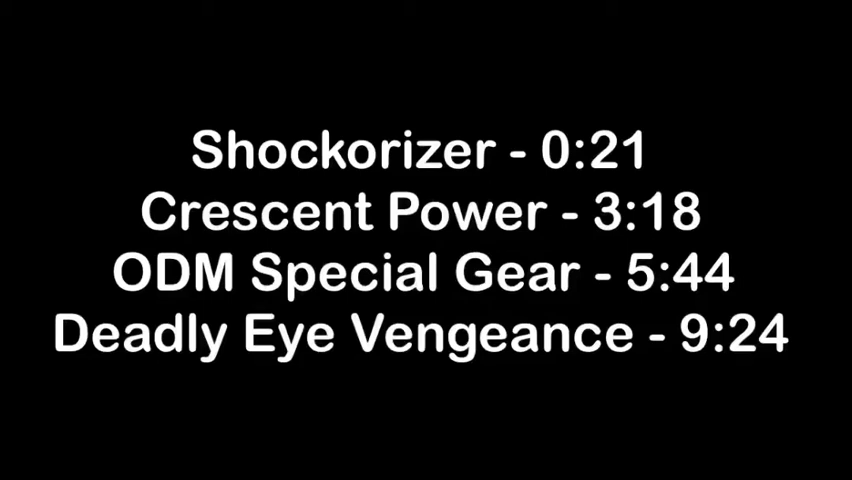 Shockorizer - 0:21
Crescent Power - 3:18
ODM Special Gear - 5:44
Deadly Eye Vengeance - 9:24